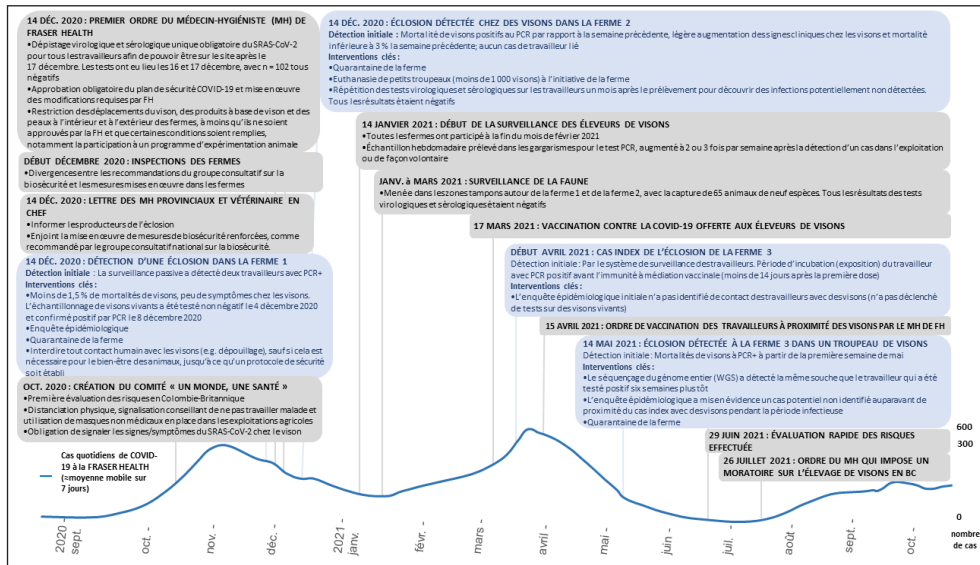 14 DÉC. 2020 : PREMIER ORDRE DU MÉDECIN-HYGIÉNISTE (MH) DE
FRASER HEALTH
•Dépistage virologique et sérologique unique obligatoire du SRAS-CoV-2
pour tous les travailleurs afin de pouvoir être sur le site après le
17 décembre. Les tests ont eu lieu les 16 et 17 décembre, avec n = 102 tous
négatifs
•Approbation obligatoire du plan de sécurité COVID-19 et mise en œuvre
des modifications requises par FH
•Restriction des déplacements du vison, des produits à base de vison et des
peaux à l'intérieur et à l'extérieur des fermes, à moins qu'ils ne soient
approuvés par la FH et que certaines conditions soient remplies,
notamment la participation à un programme d'expérimentation animale
DÉBUT DÉCEMBRE 2020 : INSPECTIONS DES FERMES
•Divergences entre les recommandations du groupe consultatif sur la
biosécurité et les mesures mises en œuvre dans les fermes
14 DÉC. 2020 : LETTRE DES MH PROVINCIAUX ET VÉTÉRINAIRE EN
CHEF
•Informer les producteurs de l'éclosion
•Enjoint la mise en œuvre de mesures de biosécurité renforcées, comme
recommandé par le groupe consultatif national sur la biosécurité.
14 DÉC. 2020 : DÉTECTION D'UNE ÉCLOSION DANS LA FERME 1
Détection initiale : La surveillance passive a détecté deux travailleurs avec PCR+
Interventions clés :
•Moins de 1,5 % de mortalités de visons, peu de symptômes chez les visons.
L'échantillonnage de visons vivants a été testé non négatif le 4 décembre 2020
et confirmé positif par PCR le 8 décembre 2020
•Enquête épidémiologique
•Quarantaine de la ferme
•Interdire tout contact humain avec les visons (e.g. dépouillage), sauf si cela est
nécessaire pour le bien-être des animaux, jusqu'à ce qu'un protocole de sécurité
soit établi
OCT. 2020 : CRÉATION DU COMITÉ « UN MONDE, UNE SANTÉ »
•Première évaluation des risques en Colombie-Britannique
•Distanciation physique, signalisation conseillant de ne pas travailler malade et
utilisation de masques non médicaux en place dans les exploitations agricoles
•Obligation de signaler les signes/symptômes du SRAS-CoV-2 chez le vison
14 DÉC. 2020 : ÉCLOSION DÉTECTÉE CHEZ DES VISONS DANS LA FERME 2
Détection initiale : Mortalité de visons positifs au PCR par rapport à la semaine précédente, légère augmentation des signes cliniques chez les visons et mortalité
inférieure à 3 % la semaine précédente; aucun cas de travailleur lié
Interventions clés :
•Quarantaine de la ferme
•Euthanasie de petits troupeaux (moins de 1 000 visons) à l'initiative de la ferme
•Répétition des tests virologiques et sérologiques sur les travailleurs un mois après le prélèvement pour découvrir des infections potentiellement non détectées.
Tous les résultats étaient négatifs
14 JANVIER 2021 : DÉBUT DE LA SURVEILLANCE DES ÉLEVEURS DE VISONS
•Toutes les fermes ont participé à la fin du mois de février 2021
•Échantillon hebdomadaire prélevé dans les gargarismes pour le test PCR, augmenté à 2 ou 3 fois par semaine après la détection d'un cas dans l'exploitation
ou de façon volontaire
JANV. à MARS 2021 : SURVEILLANCE DE LA FAUNE
•Menée dans les zones tampons autour de la ferme 1 et de la ferme 2, avec la capture de 65 animaux de neuf espèces. Tous les résultats des tests
virologiques et sérologiques étaient négatifs
17 MARS 2021 : VACCINATION CONTRE LA COVID-19 OFFERTE AUX ÉLEVEURS DE VISONS
DÉBUT AVRIL 2021 : CAS INDEX DE L'ÉCLOSION DE LA FERME 3
Détection initiale : Par le système de surveillance des travailleurs. Période d'incubation (exposition) du travailleur
avec PCR positif avant l'immunité à médiation vaccinale (moins de 14 jours après la première dose)
Interventions clés :
•L'enquête épidémiologique initiale n'a pas identifié de contact des travailleurs avec des visons (n'a pas déclenché
de tests sur des visons vivants)
15 AVRIL 2021 : ORDRE DE VACCINATION DES TRAVAILLEURS À PROXIMITÉ DES VISONS PAR LE MH DE FH
14 MAI 2021 : ÉCLOSION DÉTECTÉE À LA FERME 3 DANS UN TROUPEAU DE VISONS
Détection initiale : Mortalités de visons à PCR+ à partir de la première semaine de mai
Interventions clés :
•Le séquençage du génome entier (WGS) a détecté la même souche que le travailleur qui a été
testé positif six semaines plus tôt
•L'enquête épidémiologique a mis en évidence un cas potentiel non identifié auparavant de
proximité du cas index avec des visons pendant la période infectieuse
•Quarantaine de la ferme
29 JUIN 2021 : ÉVALUATION RAPIDE DES RISQUES
EFFECTUÉE
26 JUILLET 2021 : ORDRE DU MH QUI IMPOSE UN
MORATOIRE SUR L'ÉLEVAGE DE VISONS EN BC
Cas quotidiens de COVID-
19 à la FRASER HEALTH
(≈moyenne mobile sur
7 jours)
600
300
0
nombre
de cas
2020
sept.
oct.
nov.
déc.
2021
janv.
févr.
mars
avril
mai
juin
juil.
août
sept.
oct.